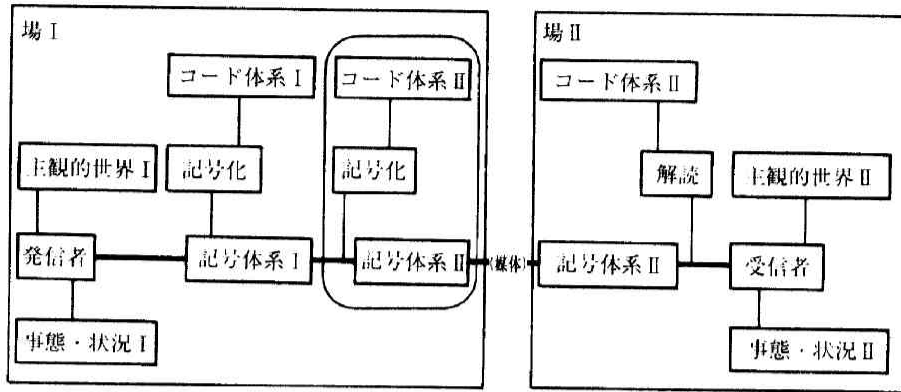 場Ⅰ
コード体系Ⅰ
コード体系Ⅱ
主観的世界Ⅰ
記号化
記号化
発信者
記号体系Ⅰ
記号体系Ⅱ
(媒体)
事態・状況Ⅰ
場Ⅱ
コード体系Ⅱ
解読
主観的世界Ⅱ
記号体系Ⅱ
受信者
事態・状況Ⅱ